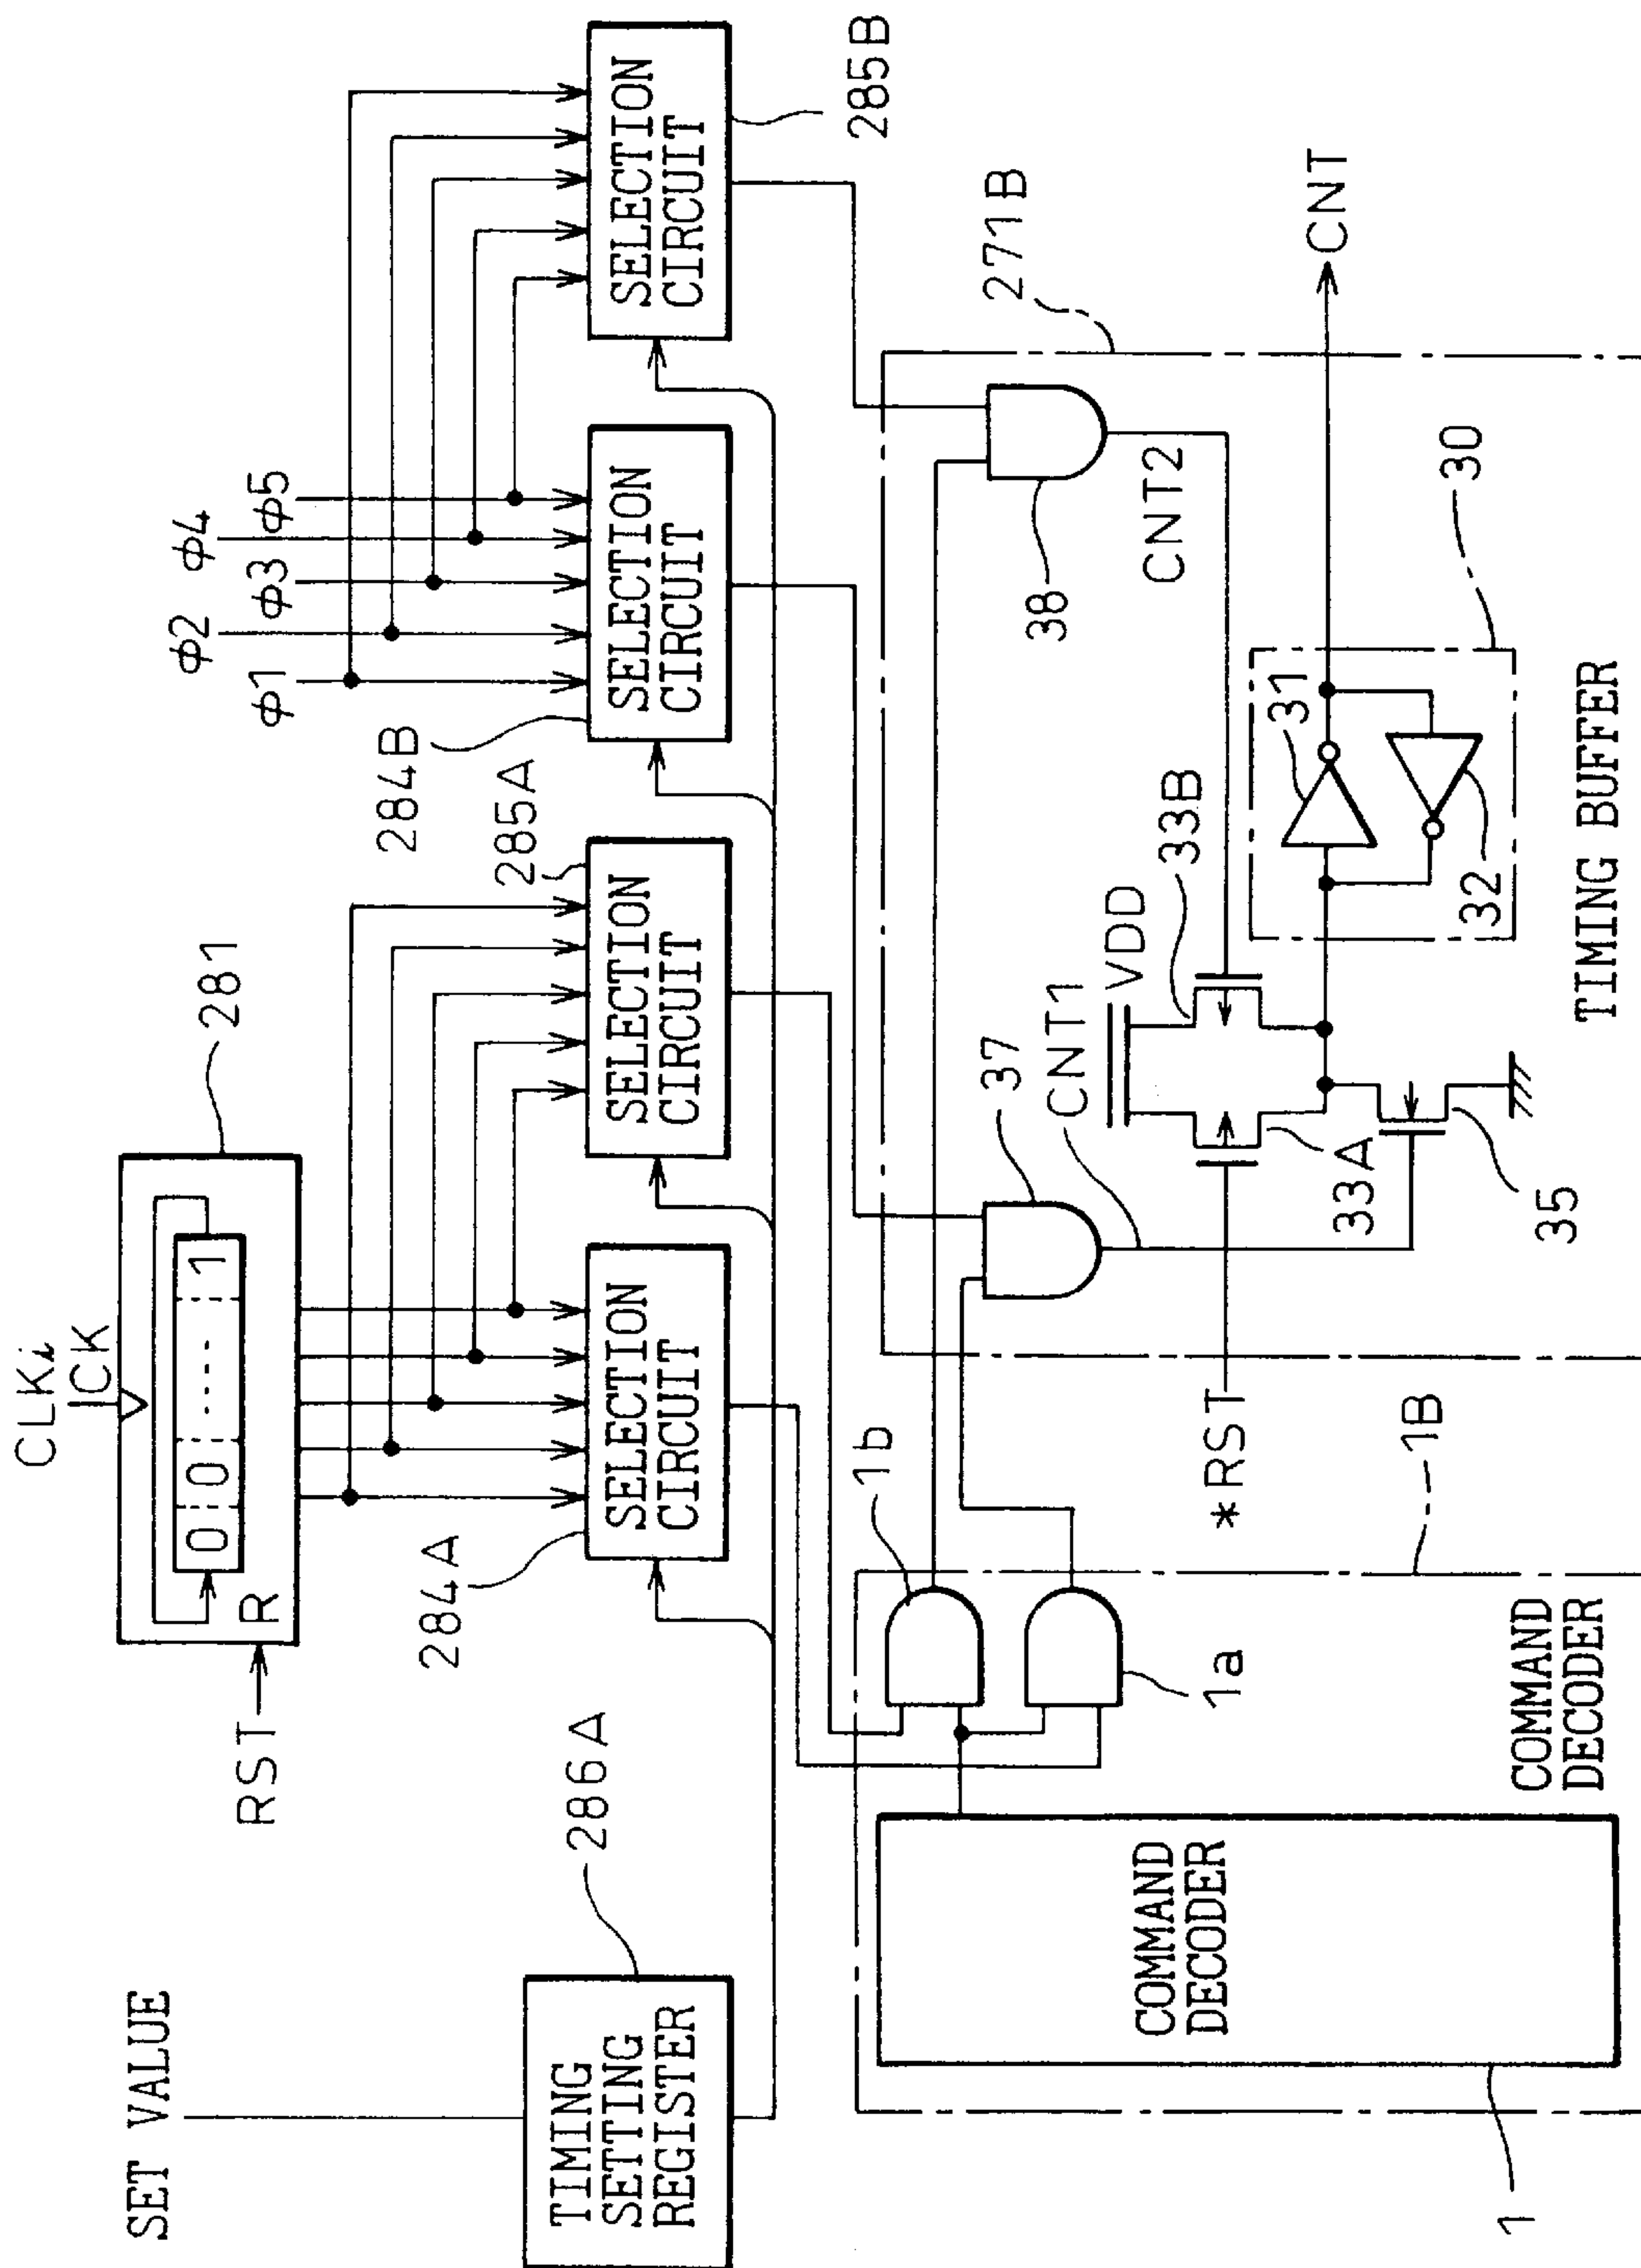 SET VALUE
TIMING
SETTING
REGISTER
286A
CLKi
CK
0 0 ····· 1
R
RST
281
SELECTION
CIRCUIT
284A
SELECTION
CIRCUIT
285A
φ1
φ2
φ3
φ4
φ5
SELECTION
CIRCUIT
284B
SELECTION
CIRCUIT
285B
COMMAND
DECODER
1
1b
1a
COMMAND
DECODER
1B
*RST
37
CNT1
VDD
33A
33B
35
38
CNT2
31
32
30
CNT
271B
TIMING BUFFER